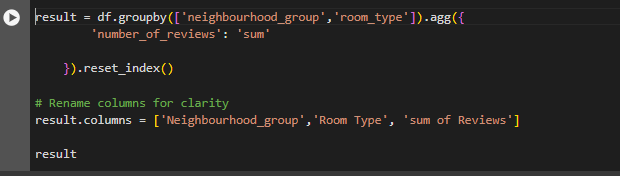 result = df.groupby(['neighbourhood_group','room_type']).agg({
        'number_of_reviews': 'sum'
    }).reset_index()
# Rename columns for clarity
result.columns = ['Neighbourhood_group','Room Type', 'sum of Reviews']
result